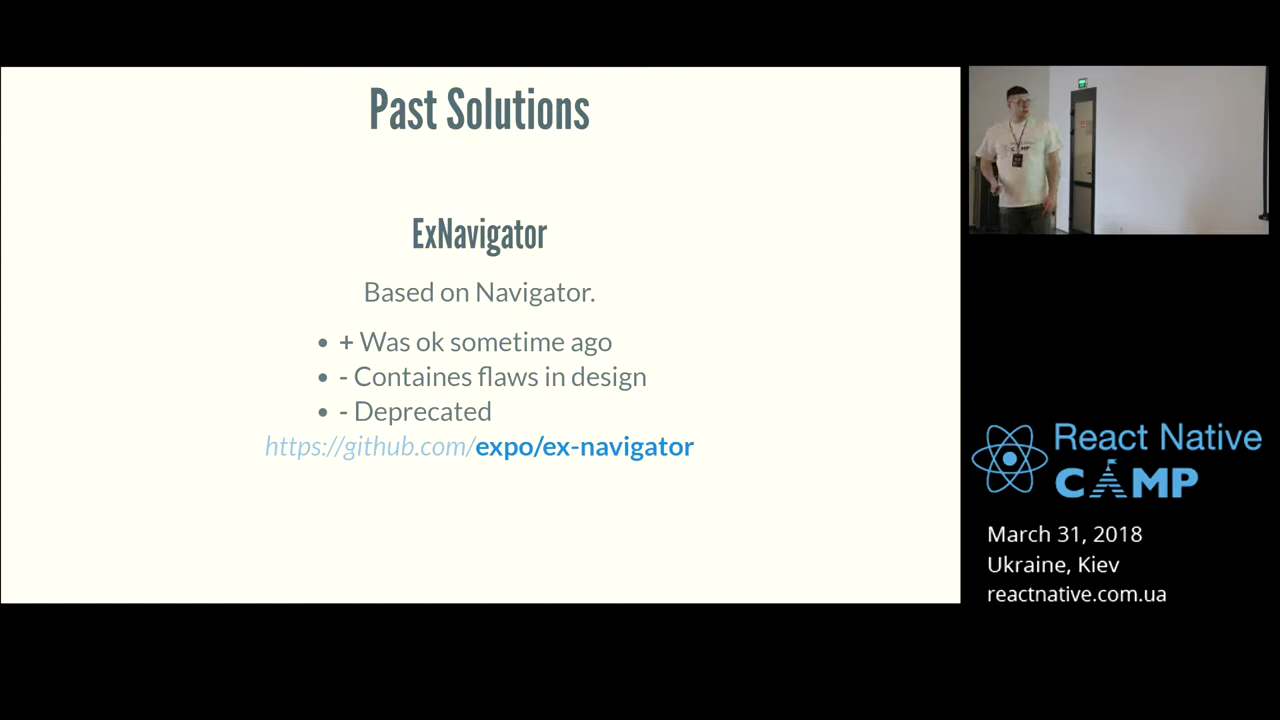 Past Solutions
ExNavigator
Based on Navigator.
• + Was ok sometime ago
• - Containes flaws in design
• - Deprecated
https://github.com/expo/ex-navigator
React Native
CAMP
March 31, 2018
Ukraine, Kiev
reactnative.com.ua